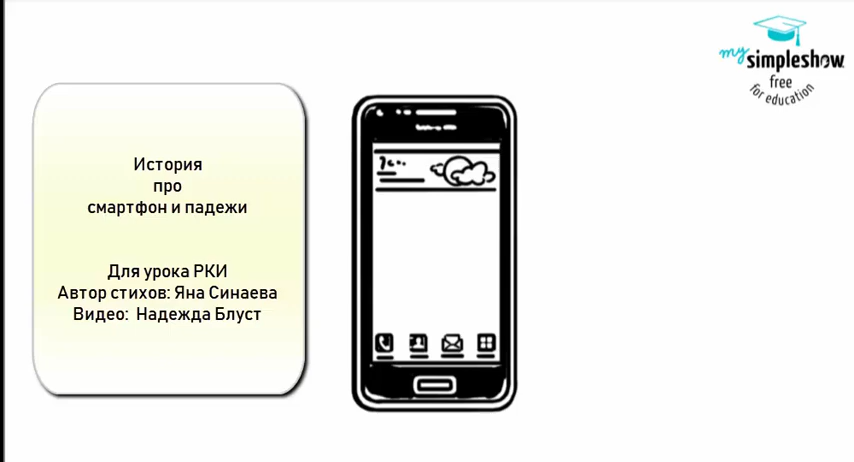 История
про
смартфон и падежи
Для урока РКИ
Автор стихов: Яна Синаева
Видео: Надежда Блуст
my
simpleshow
free
for education